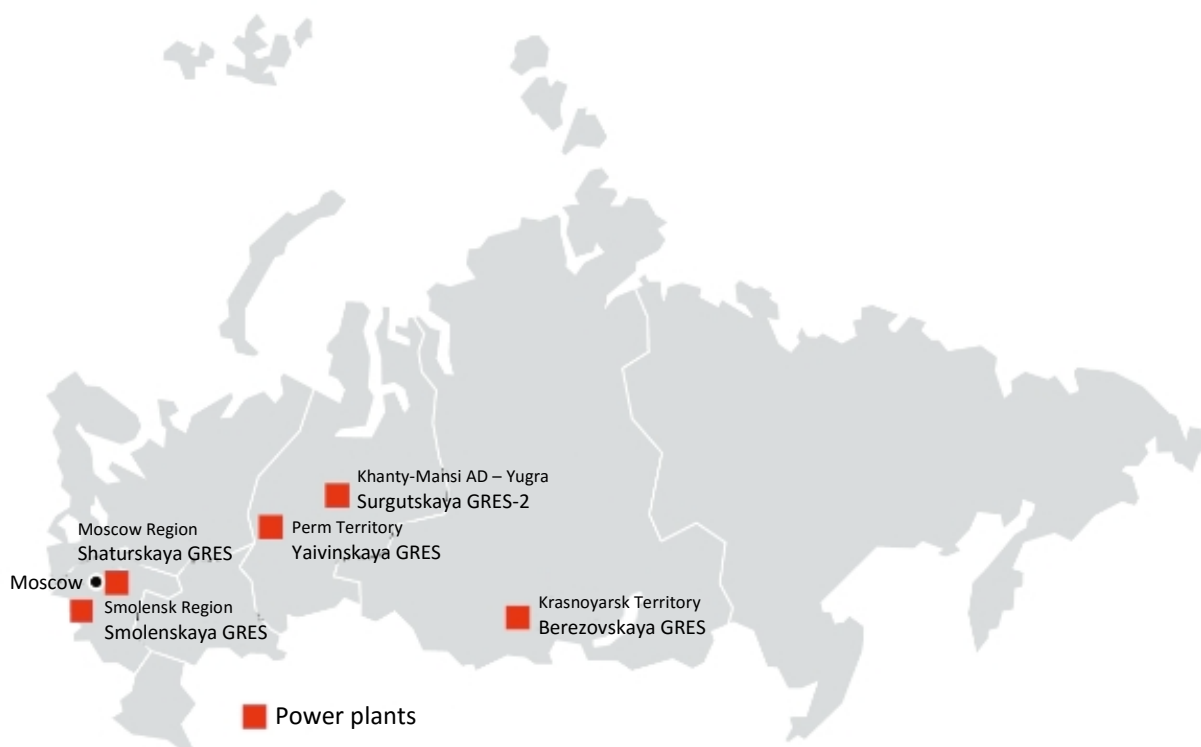 Khanty-Mansi AD – Yugra
Surgutskaya GRES-2
Perm Territory
Yaivinskaya GRES
Moscow Region
Shaturskaya GRES
Moscow
Smolensk Region
Smolenskaya GRES
Krasnoyarsk Territory
Berezovskaya GRES
Power plants